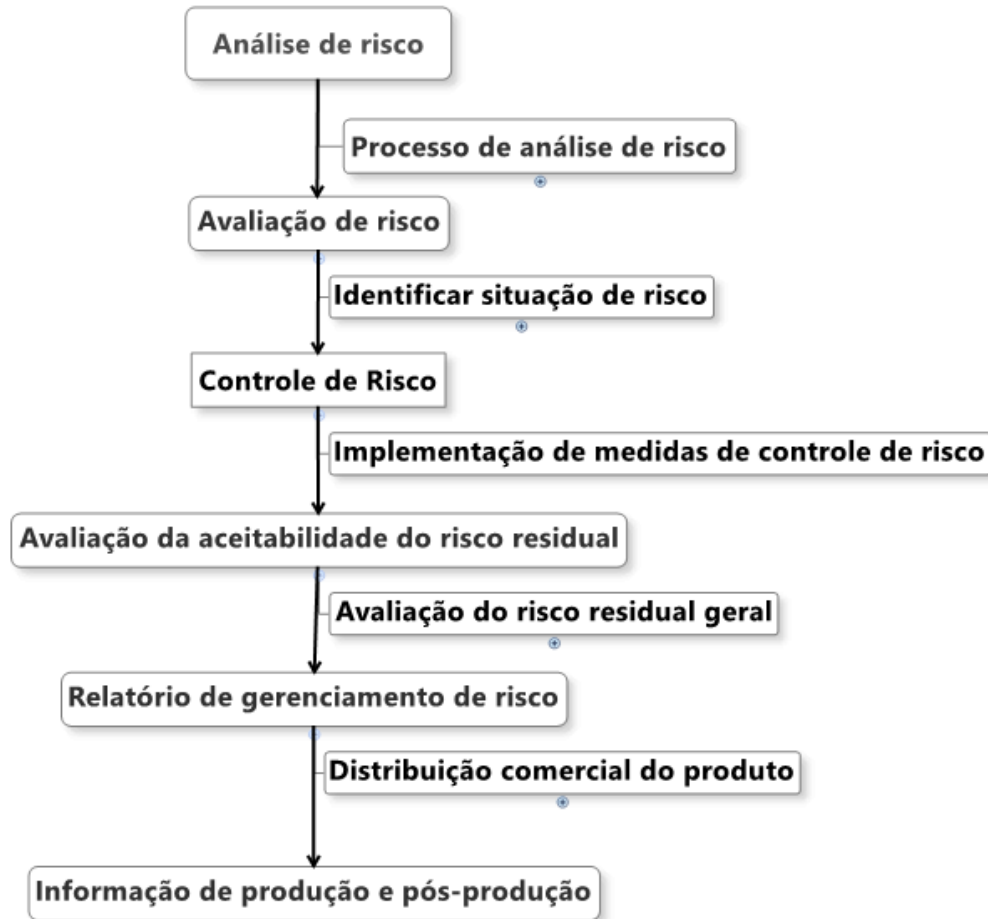 Análise de risco
Processo de análise de risco
Avaliação de risco
Identificar situação de risco
Controle de Risco
Implementação de medidas de controle de risco
Avaliação da aceitabilidade do risco residual
Avaliação do risco residual geral
Relatório de gerenciamento de risco
Distribuição comercial do produto
Informação de produção e pós-produção